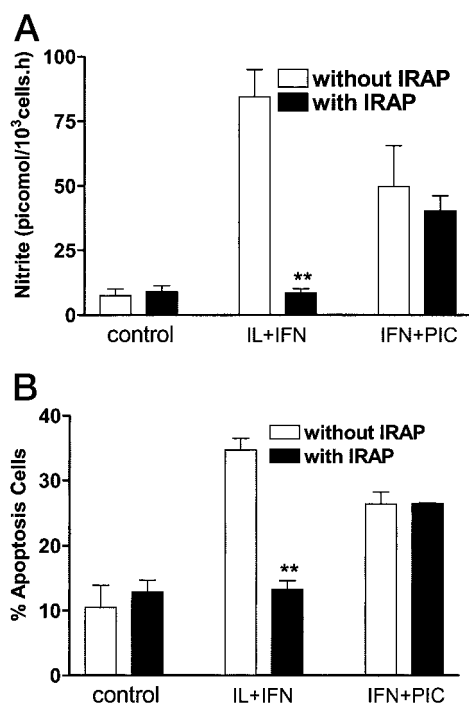 A
Nitrite (picomol/10³cells.h)
100
75
50
25
0
without IRAP
with IRAP
**
control IL+IFN IFN+PIC
B
% Apoptosis Cells
40
30
20
10
0
without IRAP
with IRAP
**
control IL+IFN IFN+PIC